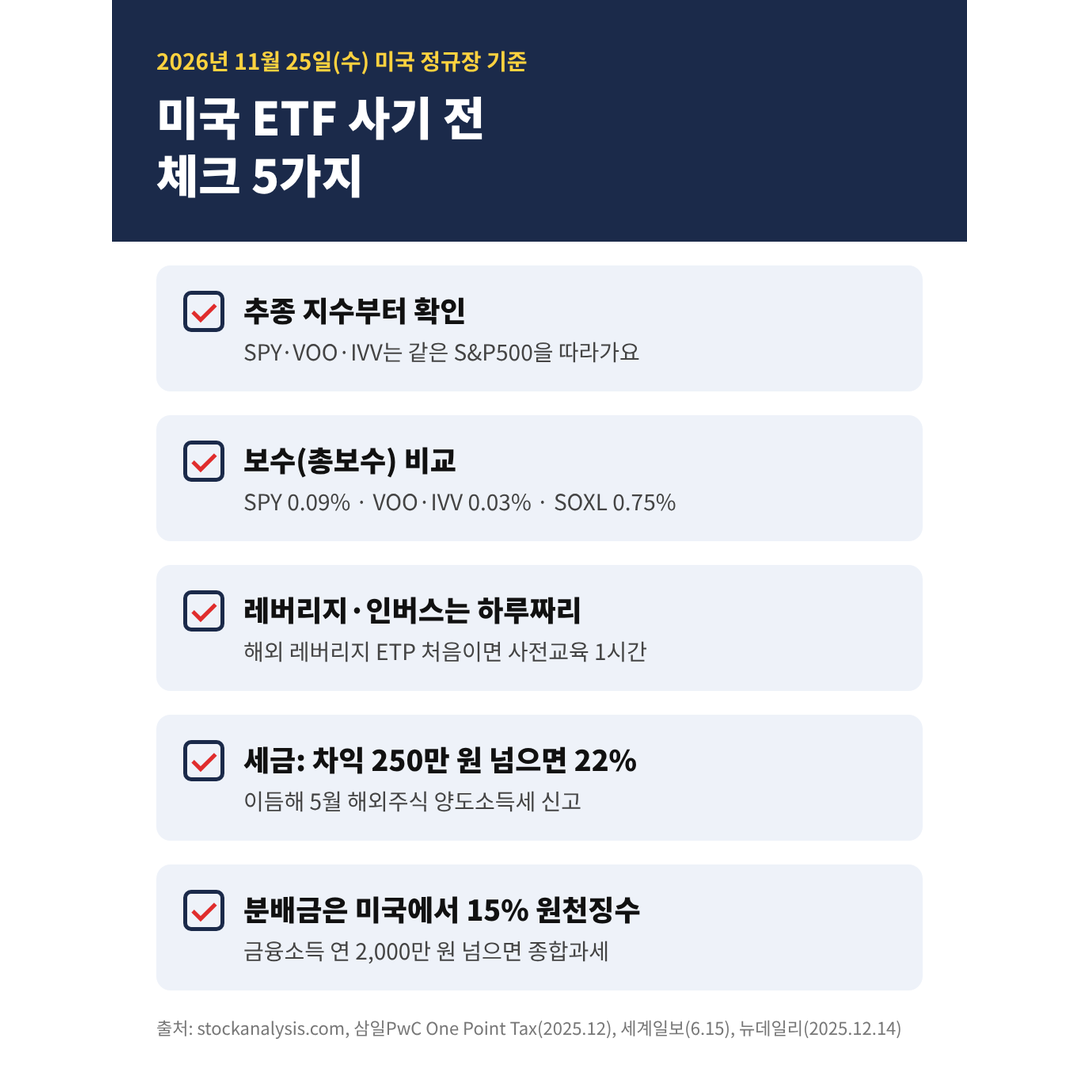 2026년 11월 25일(수) 미국 정규장 기준
미국 ETF 사기 전
체크 5가지
추종 지수부터 확인
SPY·VOO·IVV는 같은 S&P500을 따라가요
보수(총보수) 비교
SPY 0.09% · VOO·IVV 0.03% · SOXL 0.75%
레버리지·인버스는 하루짜리
해외 레버리지 ETP 처음이면 사전교육 1시간
세금: 차익 250만 원 넘으면 22%
이듬해 5월 해외주식 양도소득세 신고
분배금은 미국에서 15% 원천징수
금융소득 연 2,000만 원 넘으면 종합과세
출처: stockanalysis.com, 삼일PwC One Point Tax(2025.12), 세계일보(6.15), 뉴데일리(2025.12.14)